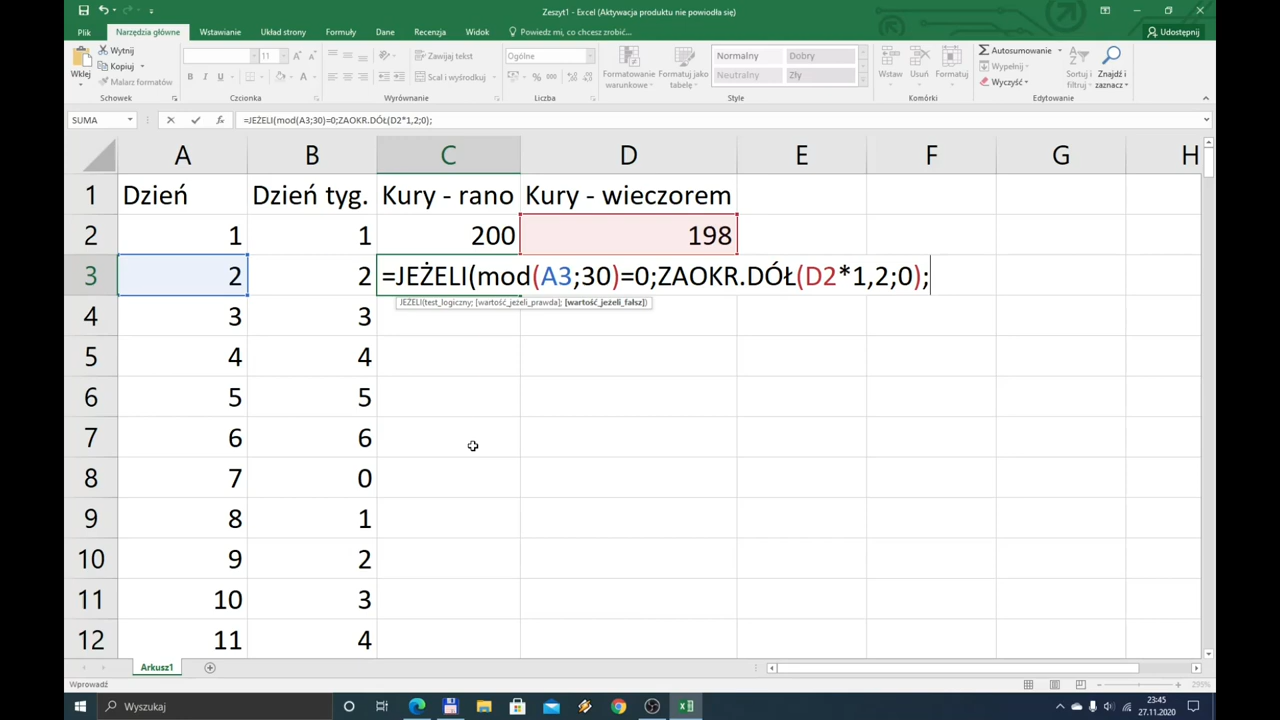 Zeszyt1 - Excel (Aktywacja produktu nie powiodła się)
Plik Narzędzia główne Wstawianie Układ strony Formuły Dane Recenzja Widok Powiedz mi, co chcesz zrobić... Udostępnij
Wklej
Wytnij
Kopiuj
Malarz formatów
Schowek
11
B I U
Czcionka
Zawijaj tekst
Scal i wyśrodkuj
Wyrównanie
Ogólne
% 000
Liczba
Formatowanie warunkowe
Formatuj jako tabelę
Normalny Dobry
Neutralny Zły
Style
Wstaw Usuń Formatuj
Komórki
Autosumowanie
Wypełnij
Wyczyść
Sortuj i filtruj
Znajdź i zaznacz
Edytowanie
SUMA fx =JEŻELI(mod(A3;30)=0;ZAOKR.DÓŁ(D2*1,2;0);
A B C D E F G H
1 Dzień Dzień tyg. Kury - rano Kury - wieczorem
2 1 1 200 198
3 2 2 =JEŻELI(mod(A3;30)=0;ZAOKR.DÓŁ(D2*1,2;0);
JEŻELI(test_logiczny; [wartość_jeżeli_prawda]; [wartość_jeżeli_fałsz])
4 3 3
5 4 4
6 5 5
7 6 6
8 7 0
9 8 1
10 9 2
11 10 3
12 11 4
Arkusz1
Wprowadź 295%
Wyszukaj
23:45
27.11.2020